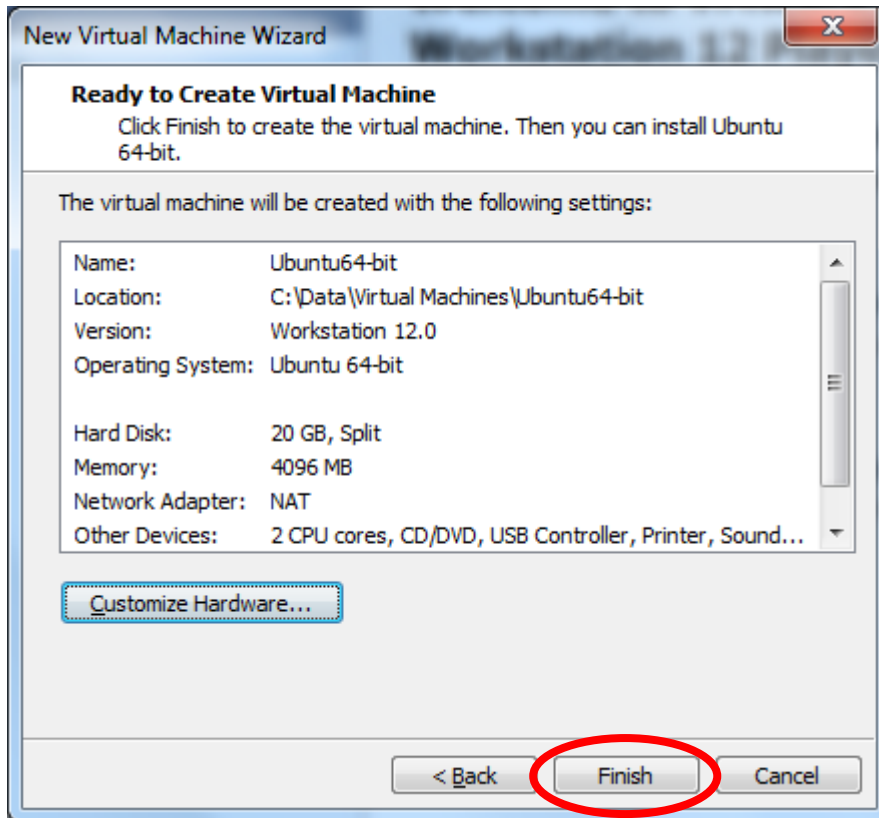 New Virtual Machine Wizard
Workstation 12
Ready to Create Virtual Machine
Click Finish to create the virtual machine. Then you can install Ubuntu
64-bit.
The virtual machine will be created with the following settings:
Name: Ubuntu64-bit
Location: C:\Data\Virtual Machines\Ubuntu64-bit
Version: Workstation 12.0
Operating System: Ubuntu 64-bit
Hard Disk: 20 GB, Split
Memory: 4096 MB
Network Adapter: NAT
Other Devices: 2 CPU cores, CD/DVD, USB Controller, Printer, Sound...
Customize Hardware...
< Back Finish Cancel